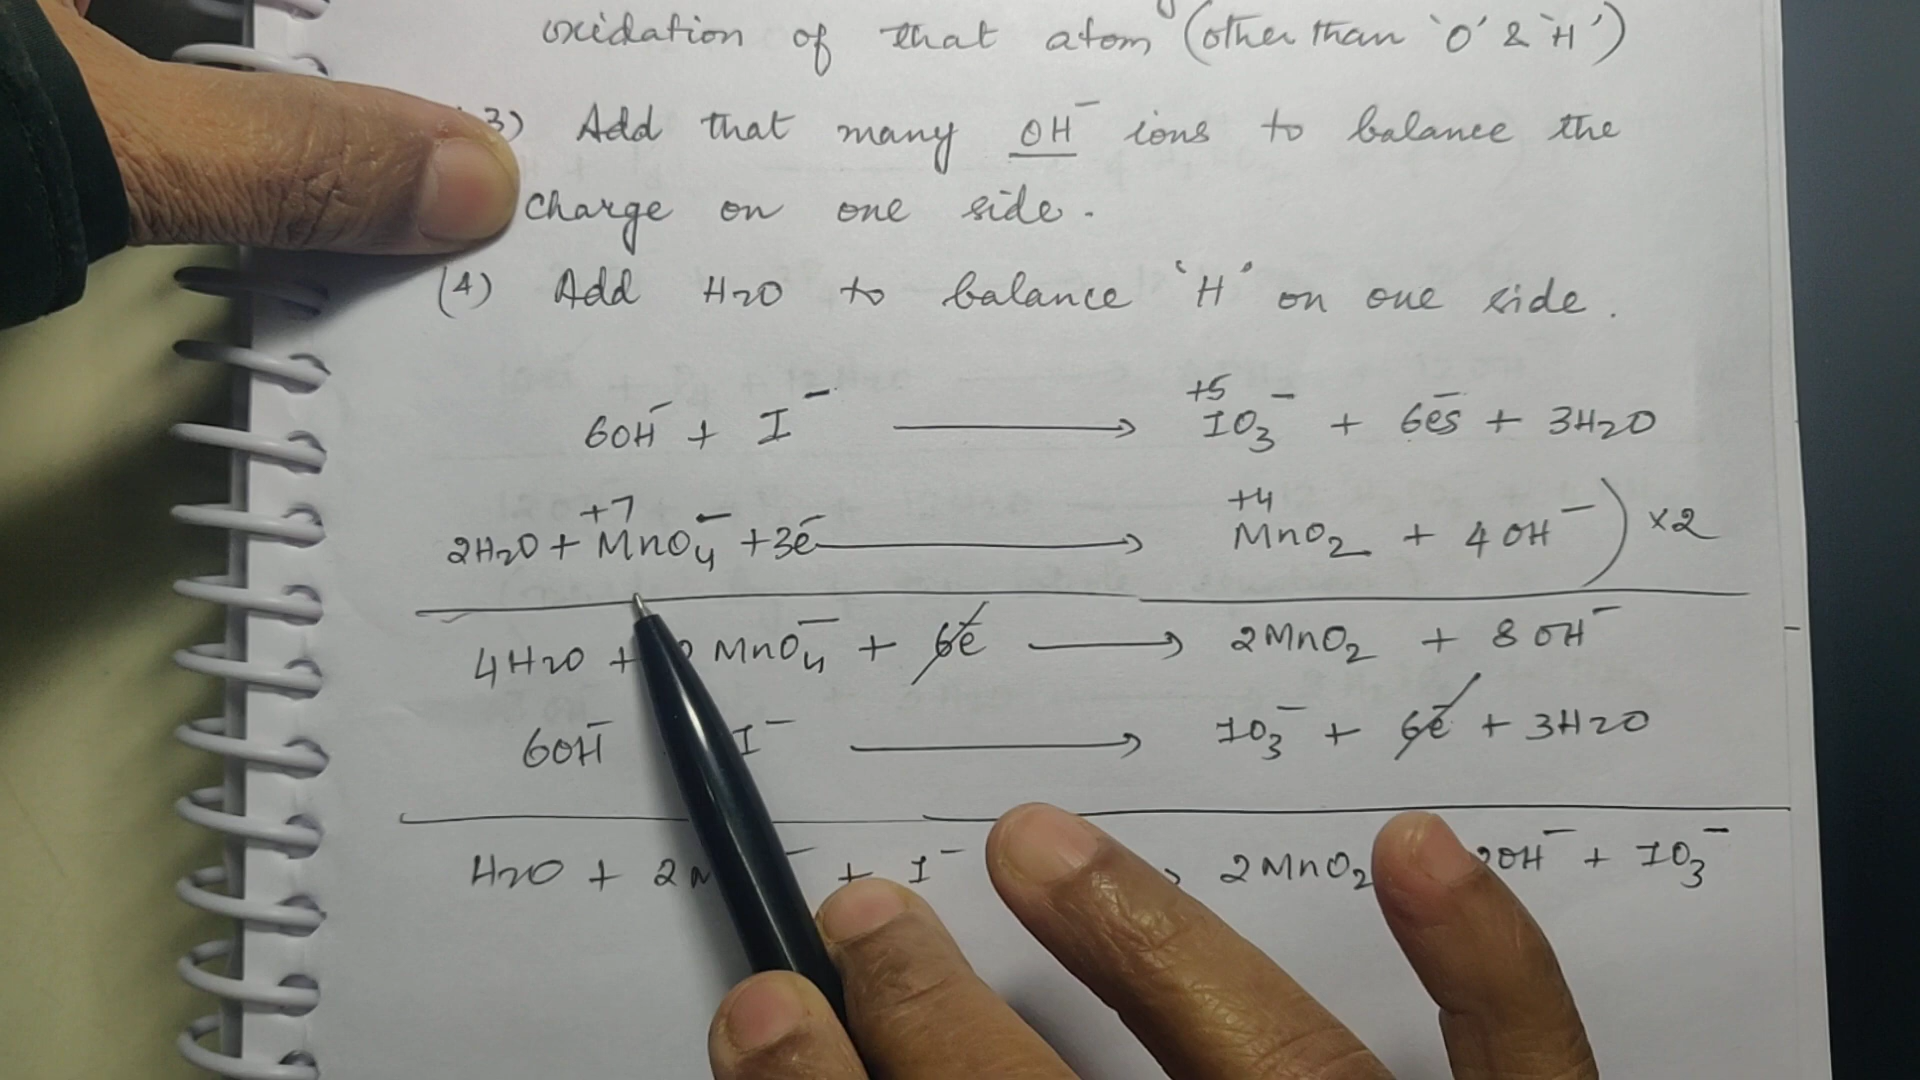 oxidation of that atom (other than 'O' & 'H')
3) Add that many OH⁻ ions to balance the
charge on one side.
(4) Add H2O to balance 'H' on one side.
6OH⁻ + I⁻ → +5 IO3⁻ + 6e⁻s + 3H2O
2H2O + +7 MnO4⁻ + 3e⁻ → +4 MnO2 + 4OH⁻) ×2
4H2O + MnO4⁻ + 6e⁻ → 2MnO2 + 8OH⁻
6OH⁻ I⁻ → IO3⁻ + 6e⁻ + 3H2O
H2O + 2 ⁻ + I⁻ 2MnO2 2OH⁻ + IO3⁻